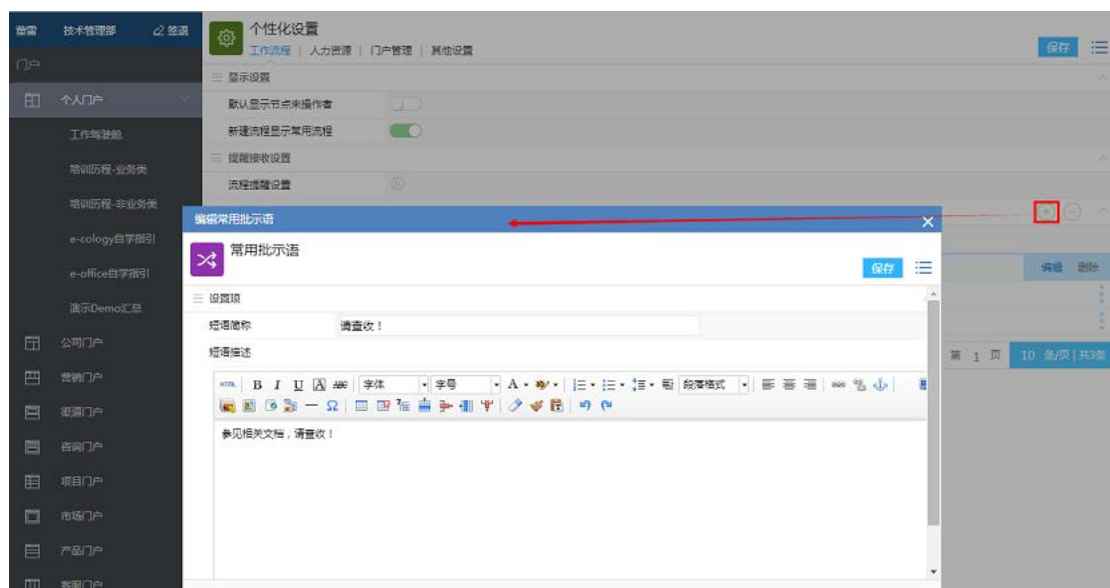 技术管理部 签退
门户
个人门户
工作驾驶舱
培训历程-业务类
培训历程-非业务类
e-cology自学指引
e-office自学指引
演示Demo汇总
公司门户
营销门户
渠道门户
咨询门户
项目门户
市场门户
产品门户
客服门户
个性化设置
工作流程 | 人力资源 | 门户管理 | 其他设置
保存
显示设置
默认显示节点未操作者
新建流程显示常用流程
提醒接收设置
流程提醒设置
编辑常用批示语
常用批示语
保存
设置项
短语简称 请查收！
短语描述
B I U A ABC 字体 字号 A 段落格式
Ω
参见相关文档，请查收！
编辑 删除
第 1 页 10 条/页 | 共3条